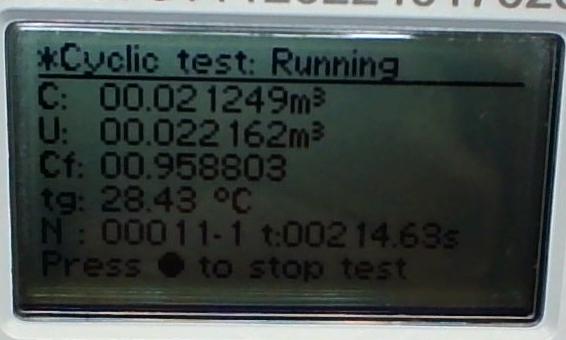 *Cyclic test: Running
C: 00.021249m³
U: 00.022162m³
Cf: 00.958803
tg: 28.43 °C
N : 00011-1 t:00214.63s
Press ● to stop test